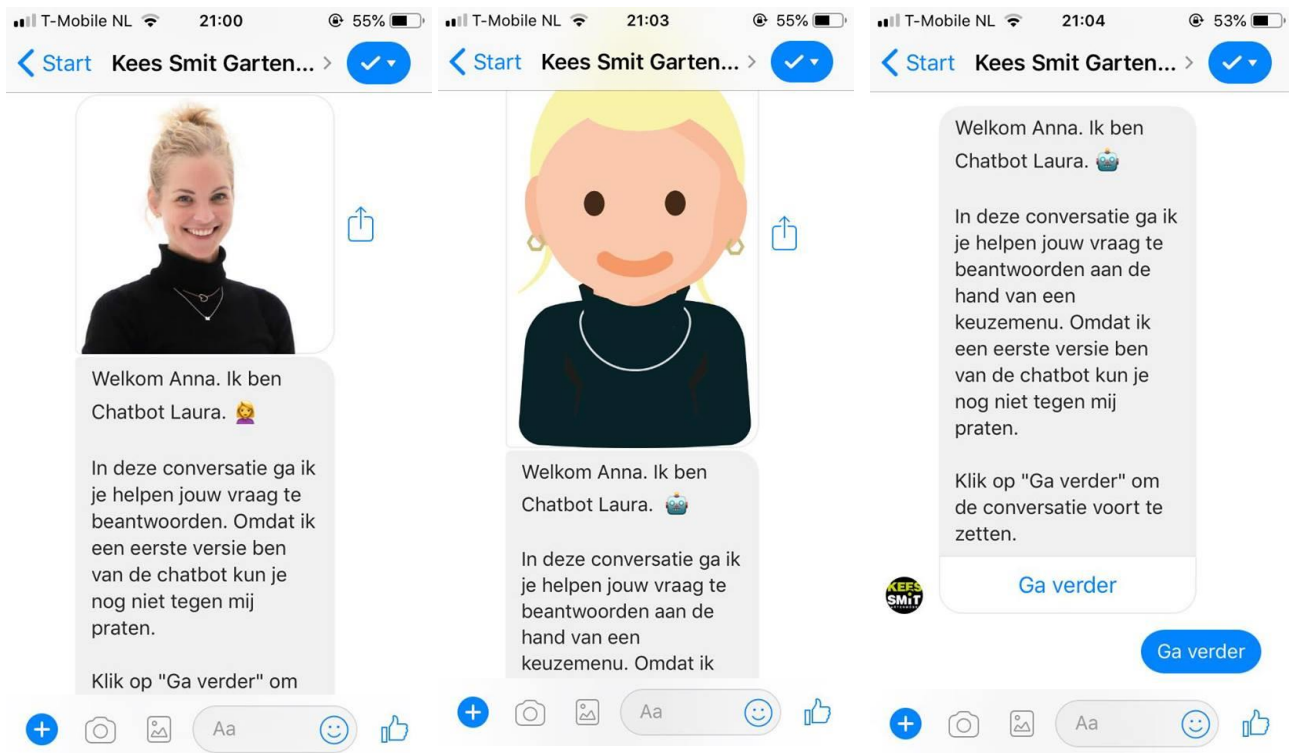 T-Mobile NL 21:00 55%
Start Kees Smit Garten... >
Welkom Anna. Ik ben
Chatbot Laura. 🙋‍♀️
In deze conversatie ga ik
je helpen jouw vraag te
beantwoorden. Omdat ik
een eerste versie ben
van de chatbot kun je
nog niet tegen mij
praten.
Klik op "Ga verder" om
Aa
T-Mobile NL 21:03 55%
Start Kees Smit Garten... >
Welkom Anna. Ik ben
Chatbot Laura. 🤖
In deze conversatie ga ik
je helpen jouw vraag te
beantwoorden aan de
hand van een
keuzemenu. Omdat ik
Aa
T-Mobile NL 21:04 53%
Start Kees Smit Garten... >
Welkom Anna. Ik ben
Chatbot Laura. 🤖
In deze conversatie ga ik
je helpen jouw vraag te
beantwoorden aan de
hand van een
keuzemenu. Omdat ik
een eerste versie ben
van de chatbot kun je
nog niet tegen mij
praten.
Klik op "Ga verder" om
de conversatie voort te
zetten.
Ga verder
KEES
SMiT
Ga verder
Aa